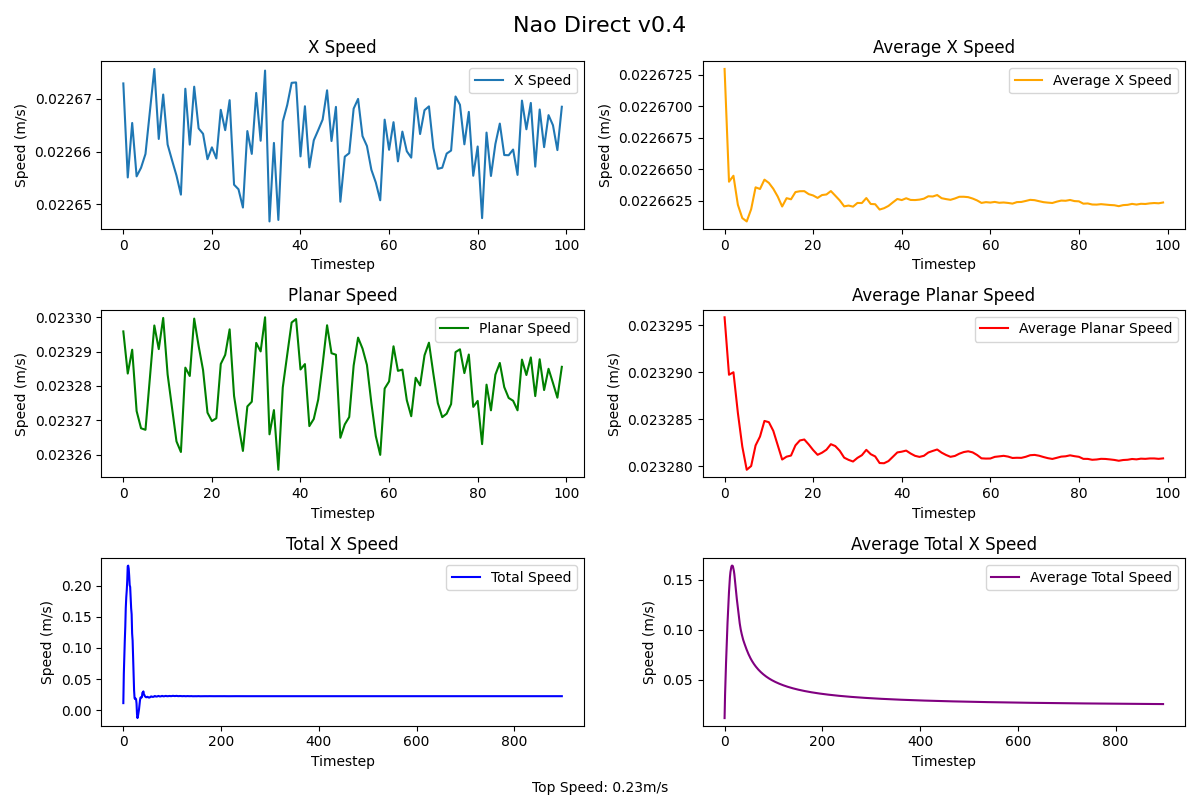 Nao Direct v0.4
X Speed
Speed (m/s)
0.02267
0.02266
0.02265
X Speed
0 20 40 60 80 100
Timestep
Average X Speed
Speed (m/s)
0.0226725
0.0226700
0.0226675
0.0226650
0.0226625
Average X Speed
0 20 40 60 80 100
Timestep
Planar Speed
Speed (m/s)
0.02330
0.02329
0.02328
0.02327
0.02326
Planar Speed
0 20 40 60 80 100
Timestep
Average Planar Speed
Speed (m/s)
0.023295
0.023290
0.023285
0.023280
Average Planar Speed
0 20 40 60 80 100
Timestep
Total X Speed
Speed (m/s)
0.20
0.15
0.10
0.05
0.00
Total Speed
0 200 400 600 800
Timestep
Average Total X Speed
Speed (m/s)
0.15
0.10
0.05
Average Total Speed
0 200 400 600 800
Timestep
Top Speed: 0.23m/s